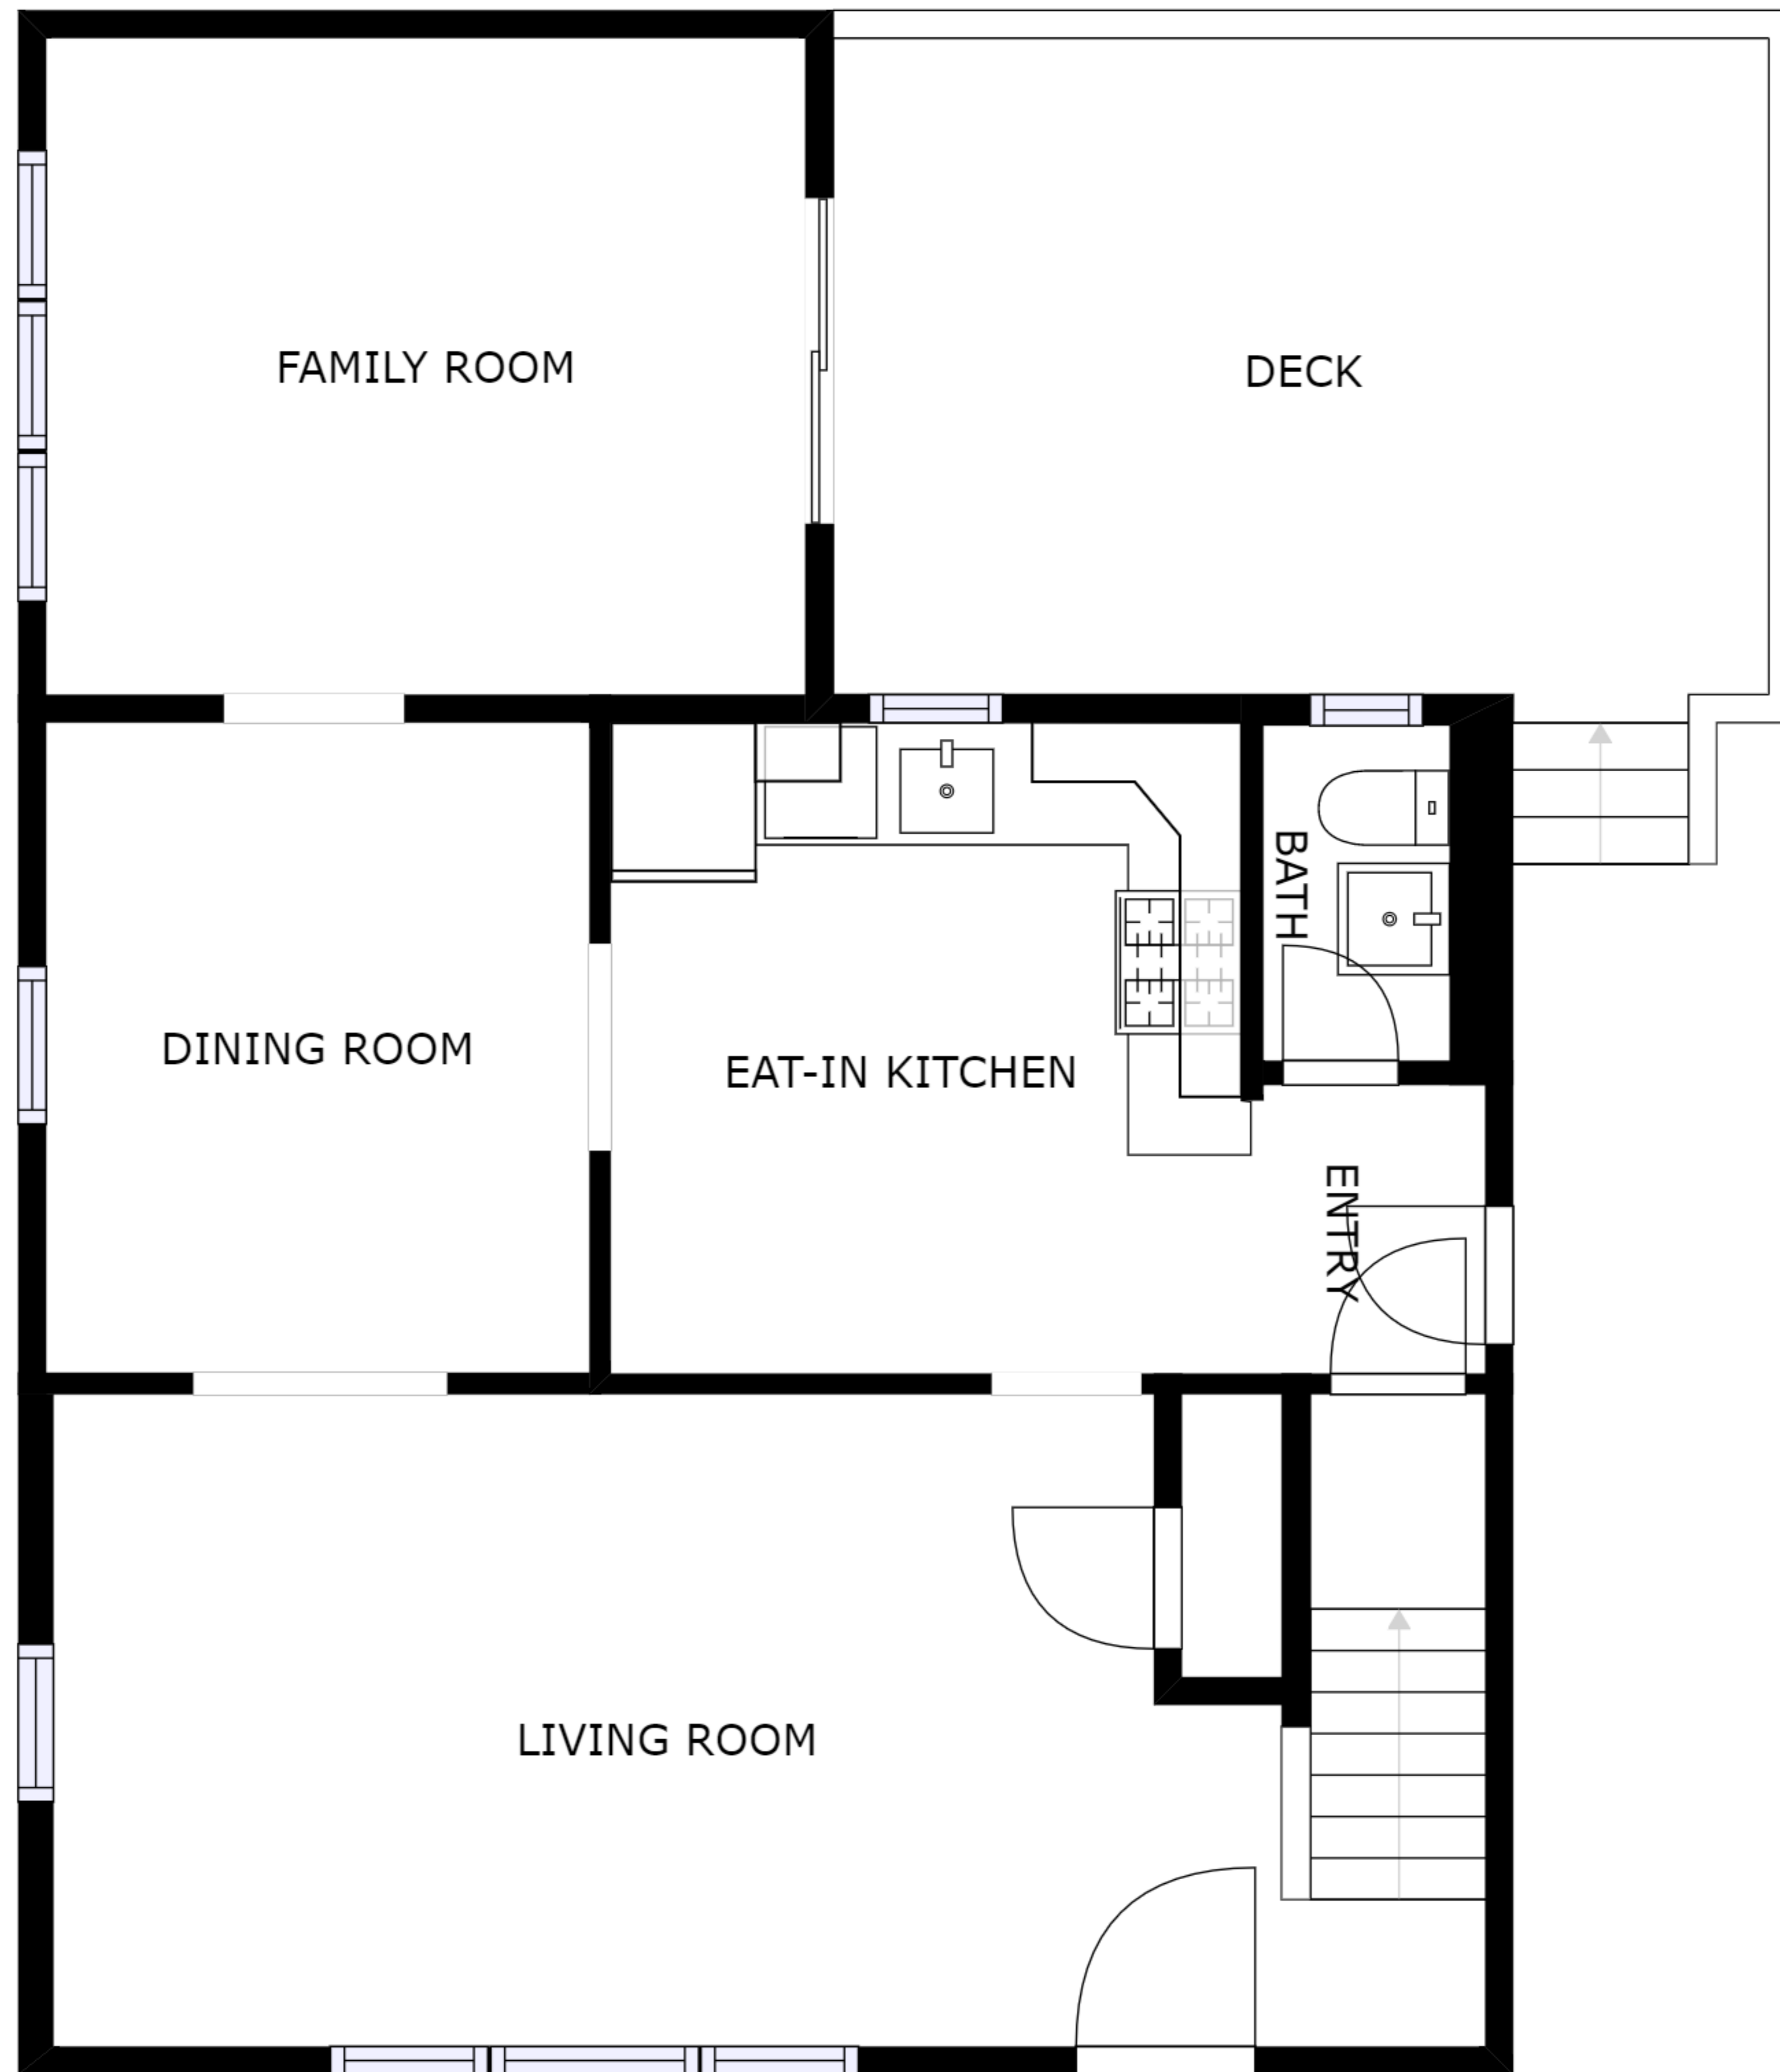 FAMILY ROOM
DECK
BATH
DINING ROOM
EAT-IN KITCHEN
ENTRY
LIVING ROOM